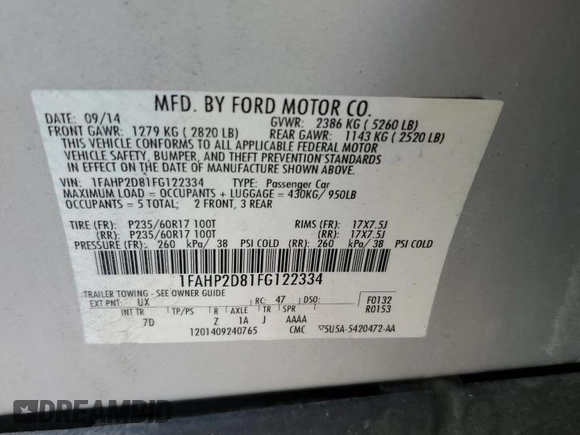 MFD. BY FORD MOTOR CO.
DATE: 09/14 GVWR: 2386 KG ( 5260 LB)
FRONT GAWR: 1279 KG ( 2820 LB) REAR GAWR: 1143 KG ( 2520 LB)
THIS VEHICLE CONFORMS TO ALL APPLICABLE FEDERAL MOTOR
VEHICLE SAFETY, BUMPER, AND THEFT PREVENTION STANDARDS
IN EFFECT ON THE DATE OF MANUFACTURE SHOWN ABOVE.
VIN: 1FAHP2D81FG122334 TYPE: Passenger Car
MAXIMUM LOAD = OCCUPANTS + LUGGAGE = 430KG/ 950LB
OCCUPANTS = 5 TOTAL; 2 FRONT, 3 REAR
TIRE (FR): P235/60R17 100T RIMS (FR): 17X7.5J
(RR): P235/60R17 100T (RR): 17X7.5J
PRESSURE (FR): 260 kPa/ 38 PSI COLD (RR): 260 kPa/ 38 PSI COLD
1FAHP2D81FG122334
TRAILER TOWING - SEE OWNER GUIDE
EXT PNT: UX RC: 47 DSO: F0132
R0153
INT TR TP/PS R AXLE TR SPR
7D Z 1A J AAAA
1201409240765 CMC 5U5A-5420472-AA
DREAMBID